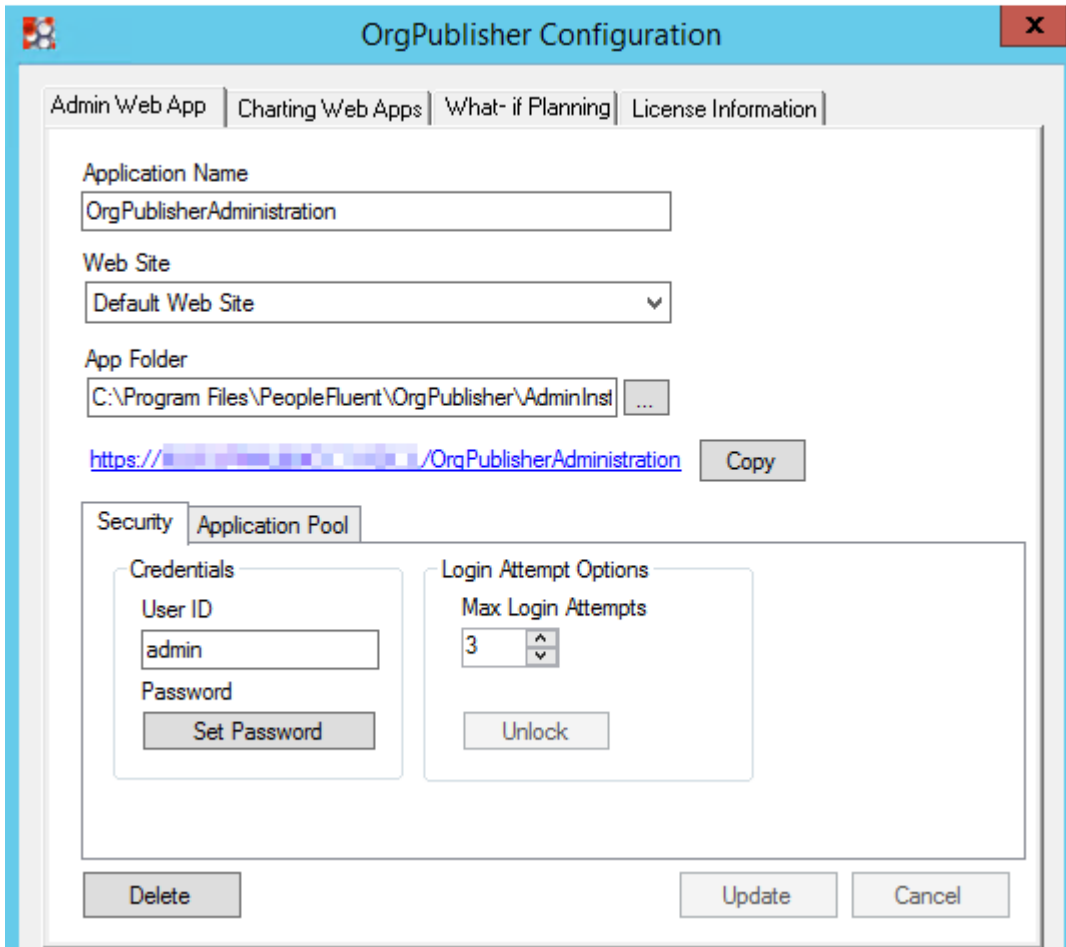 OrgPublisher Configuration
x
Admin Web App Charting Web Apps What- if Planning License Information
Application Name
OrgPublisherAdministration
Web Site
Default Web Site
App Folder
C:\Program Files\PeopleFluent\OrgPublisher\AdminInst ...
https:// /OrgPublisherAdministration Copy
Security Application Pool
Credentials Login Attempt Options
User ID Max Login Attempts
admin 3
Password
Set Password Unlock
Delete Update Cancel